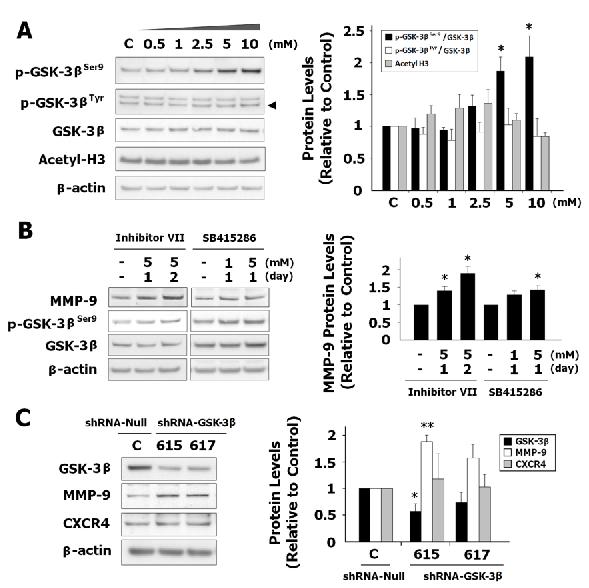 A
C 0.5 1 2.5 5 10 (mM)
p-GSK-3β^Ser9
p-GSK-3β^Tyr
GSK-3β
Acetyl-H3
β-actin
Protein Levels
(Relative to Control)
2.5
2
1.5
1
0.5
0
p-GSK-3β^Ser9/GSK-3β
p-GSK-3β^Tyr/GSK-3β
Acetyl H3
* *
C 0.5 1 2.5 5 10 (mM)
B
Inhibitor VII SB415286
- 5 5 - 1 5 (mM)
- 1 2 - 1 1 (day)
MMP-9
p-GSK-3β^Ser9
GSK-3β
β-actin
MMP-9 Protein Levels
(Relative to Control)
2
1.5
1
0.5
0
* * *
- 5 5 - 1 5 (mM)
- 1 2 - 1 1 (day)
Inhibitor VII SB415286
C
shRNA-Null shRNA-GSK-3β
C 615 617
GSK-3β
MMP-9
CXCR4
β-actin
Protein Levels
(Relative to Control)
2
1.5
1
0.5
0
GSK-3β
MMP-9
CXCR4
* **
C 615 617
shRNA-Null shRNA-GSK-3β